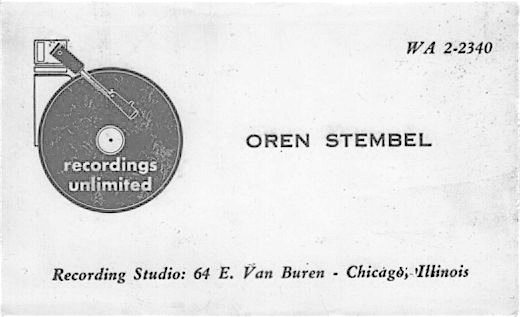 WA 2-2340
OREN STEMBEL
recordings
unlimited
Recording Studio: 64 E. Van Buren - Chicago, Illinois